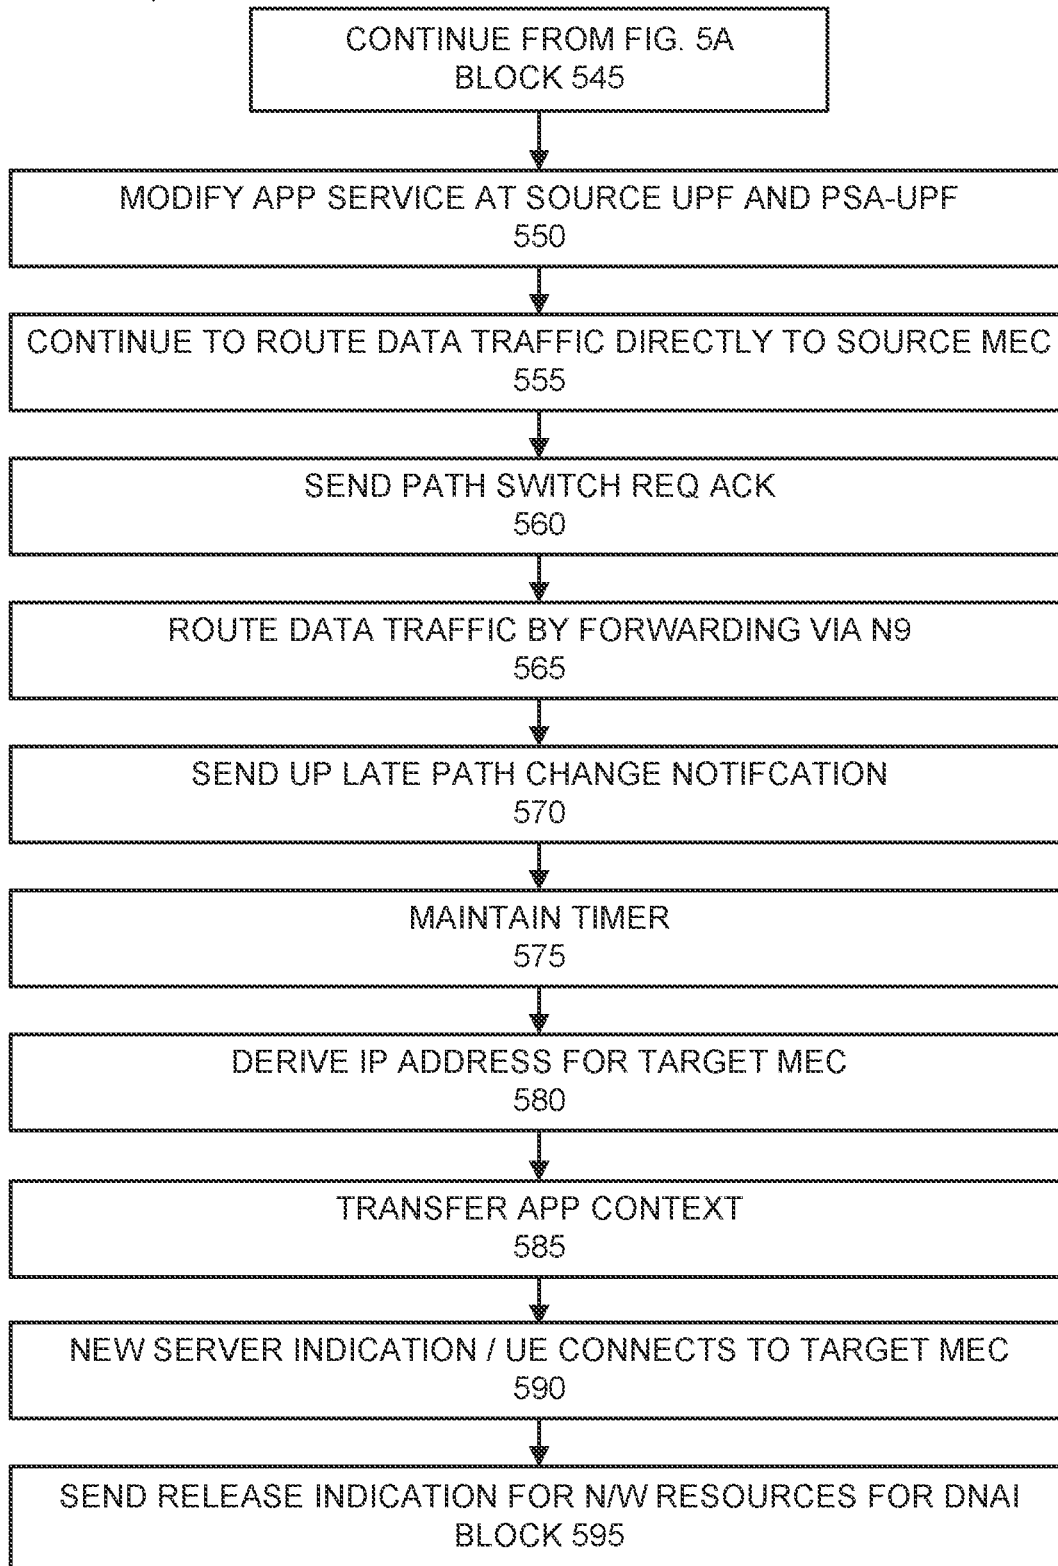 CONTINUE FROM FIG. 5A
BLOCK 545
MODIFY APP SERVICE AT SOURCE UPF AND PSA-UPF
550
CONTINUE TO ROUTE DATA TRAFFIC DIRECTLY TO SOURCE MEC
555
SEND PATH SWITCH REQ ACK
560
ROUTE DATA TRAFFIC BY FORWARDING VIA N9
565
SEND UP LATE PATH CHANGE NOTIFCATION
570
MAINTAIN TIMER
575
DERIVE IP ADDRESS FOR TARGET MEC
580
TRANSFER APP CONTEXT
585
NEW SERVER INDICATION / UE CONNECTS TO TARGET MEC
590
SEND RELEASE INDICATION FOR N/W RESOURCES FOR DNAI
BLOCK 595